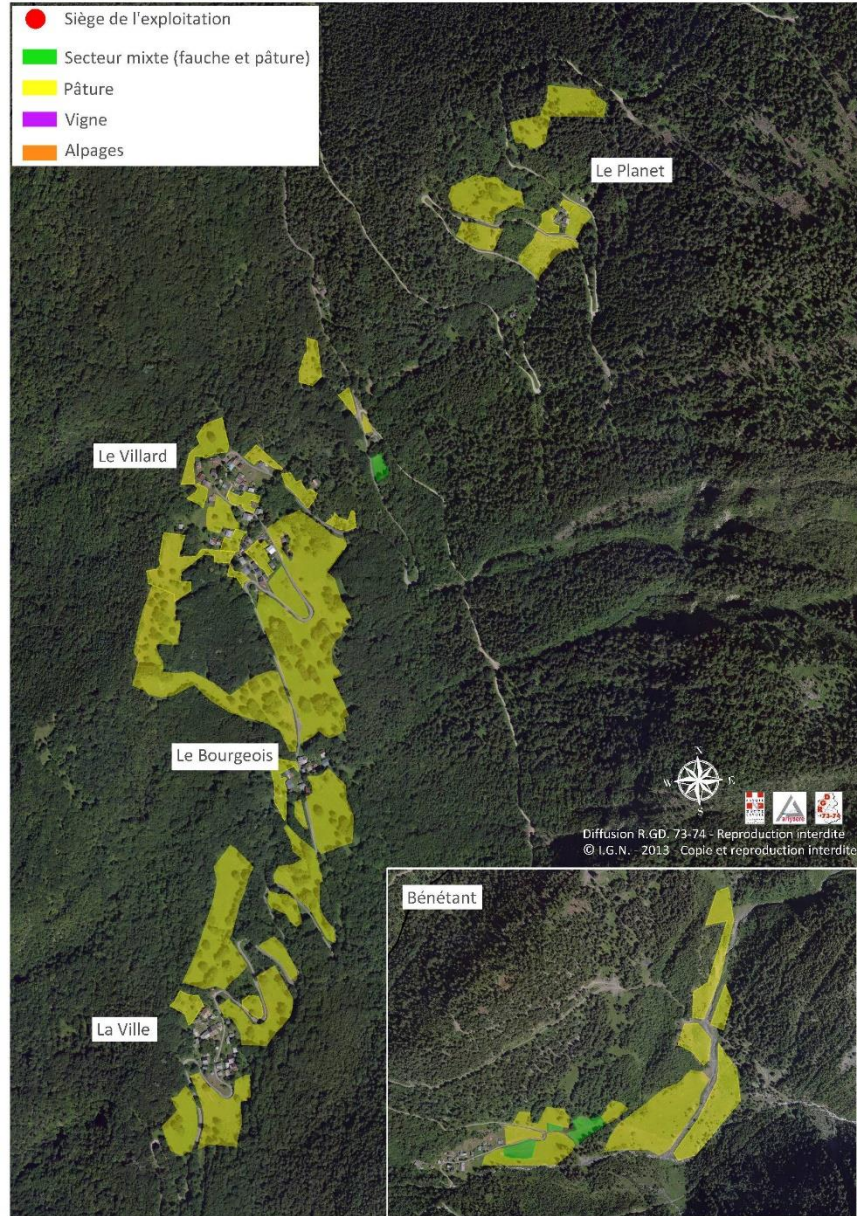 Siège de l'exploitation
Secteur mixte (fauche et pâture)
Pâture
Vigne
Alpages
Le Planet
Le Villard
Le Bourgeois
N
W
E
S
Diffusion R.GD. 73-74 - Reproduction interdite
© I.G.N. - 2013 - Copie et reproduction interdite
Bénétant
La Ville